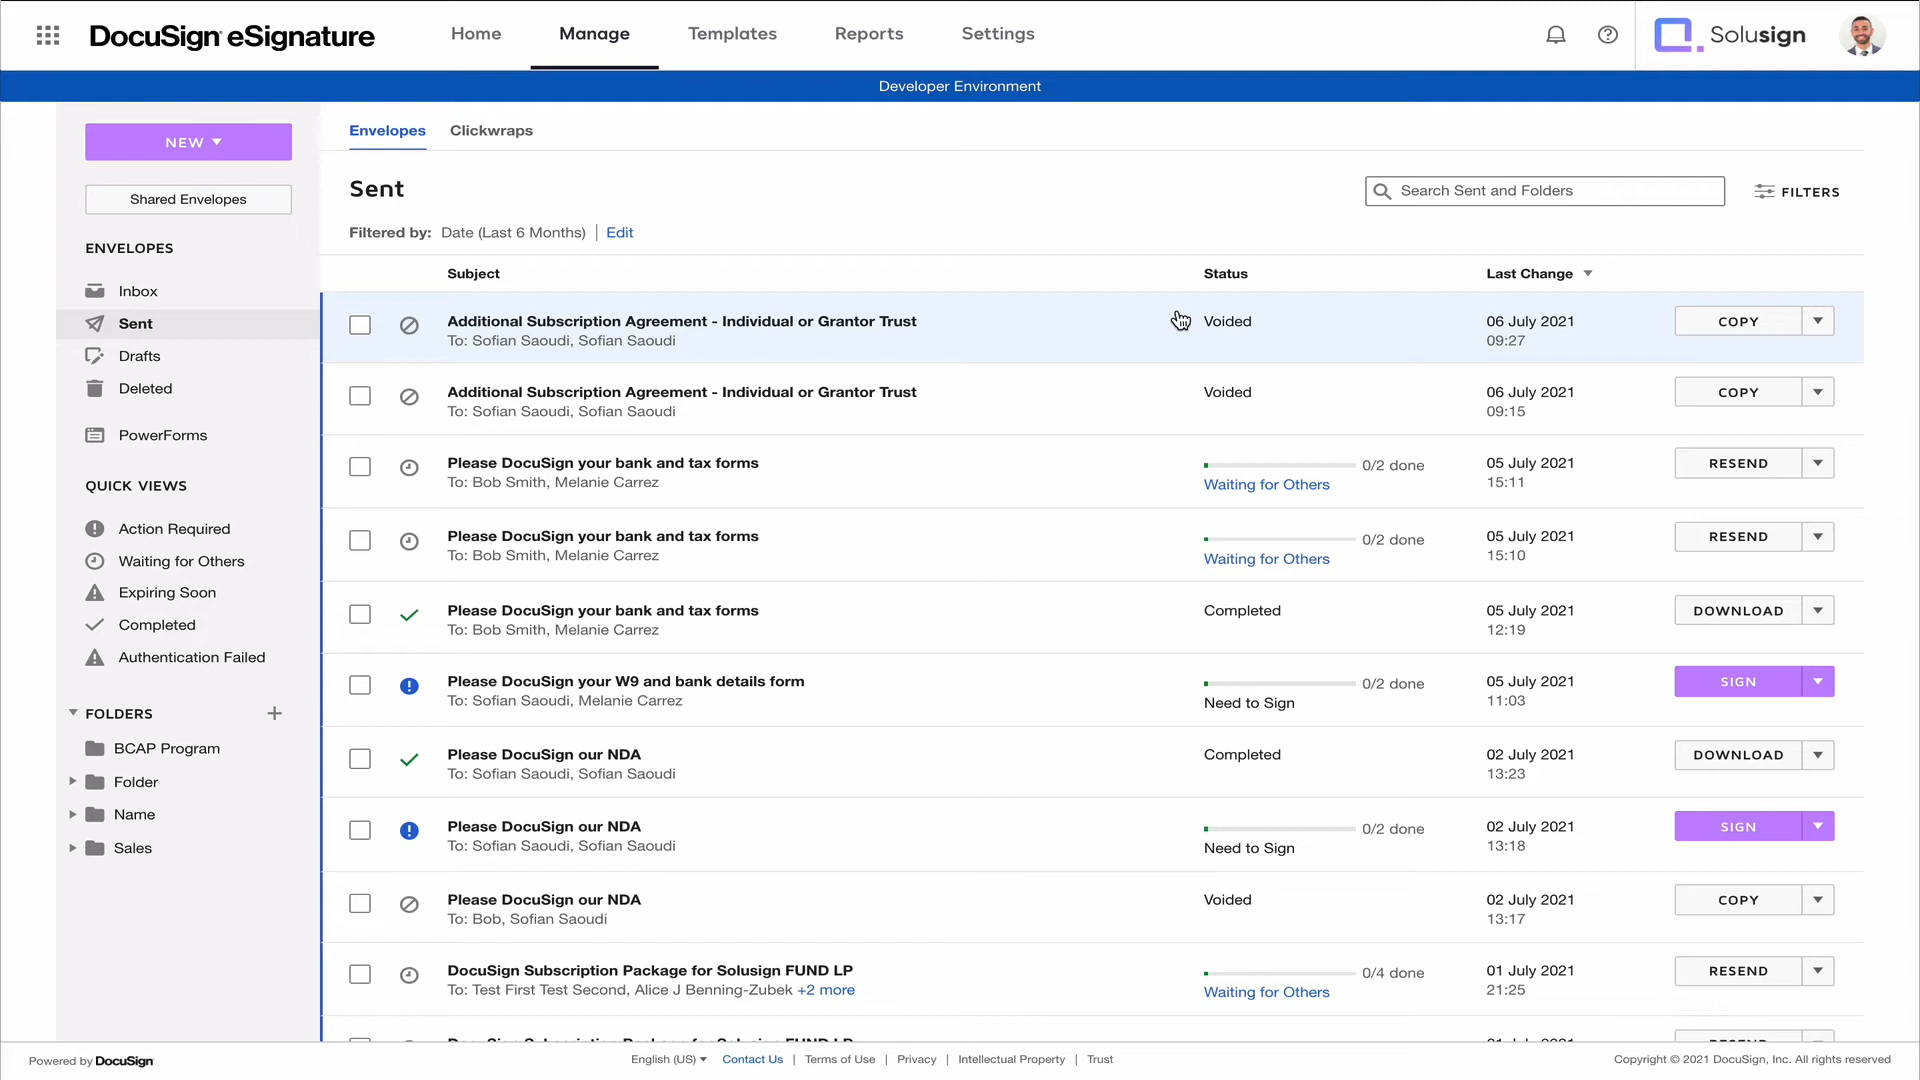 DocuSign eSignature
Home
Manage
Templates
Reports
Settings
Solusign
Developer Environment
NEW
Shared Envelopes
ENVELOPES
Inbox
Sent
Drafts
Deleted
PowerForms
QUICK VIEWS
Action Required
Waiting for Others
Expiring Soon
Completed
Authentication Failed
FOLDERS
BCAP Program
Folder
Name
Sales
Envelopes
Clickwraps
Sent
Search Sent and Folders
FILTERS
Filtered by: Date (Last 6 Months) | Edit
Subject
Status
Last Change
Additional Subscription Agreement - Individual or Grantor Trust
To: Sofian Saoudi, Sofian Saoudi
Voided
06 July 2021
09:27
COPY
Additional Subscription Agreement - Individual or Grantor Trust
To: Sofian Saoudi, Sofian Saoudi
Voided
06 July 2021
09:15
COPY
Please DocuSign your bank and tax forms
To: Bob Smith, Melanie Carrez
0/2 done
Waiting for Others
05 July 2021
15:11
RESEND
Please DocuSign your bank and tax forms
To: Bob Smith, Melanie Carrez
0/2 done
Waiting for Others
05 July 2021
15:10
RESEND
Please DocuSign your bank and tax forms
To: Bob Smith, Melanie Carrez
Completed
05 July 2021
12:19
DOWNLOAD
Please DocuSign your W9 and bank details form
To: Sofian Saoudi, Melanie Carrez
0/2 done
Need to Sign
05 July 2021
11:03
SIGN
Please DocuSign our NDA
To: Sofian Saoudi, Sofian Saoudi
Completed
02 July 2021
13:23
DOWNLOAD
Please DocuSign our NDA
To: Sofian Saoudi, Sofian Saoudi
0/2 done
Need to Sign
02 July 2021
13:18
SIGN
Please DocuSign our NDA
To: Bob, Sofian Saoudi
Voided
02 July 2021
13:17
COPY
DocuSign Subscription Package for Solusign FUND LP
To: Test First Test Second, Alice J Benning-Zubek +2 more
0/4 done
Waiting for Others
01 July 2021
21:25
RESEND
Powered by DocuSign
English (US)
Contact Us | Terms of Use | Privacy | Intellectual Property | Trust
Copyright © 2021 DocuSign, Inc. All rights reserved